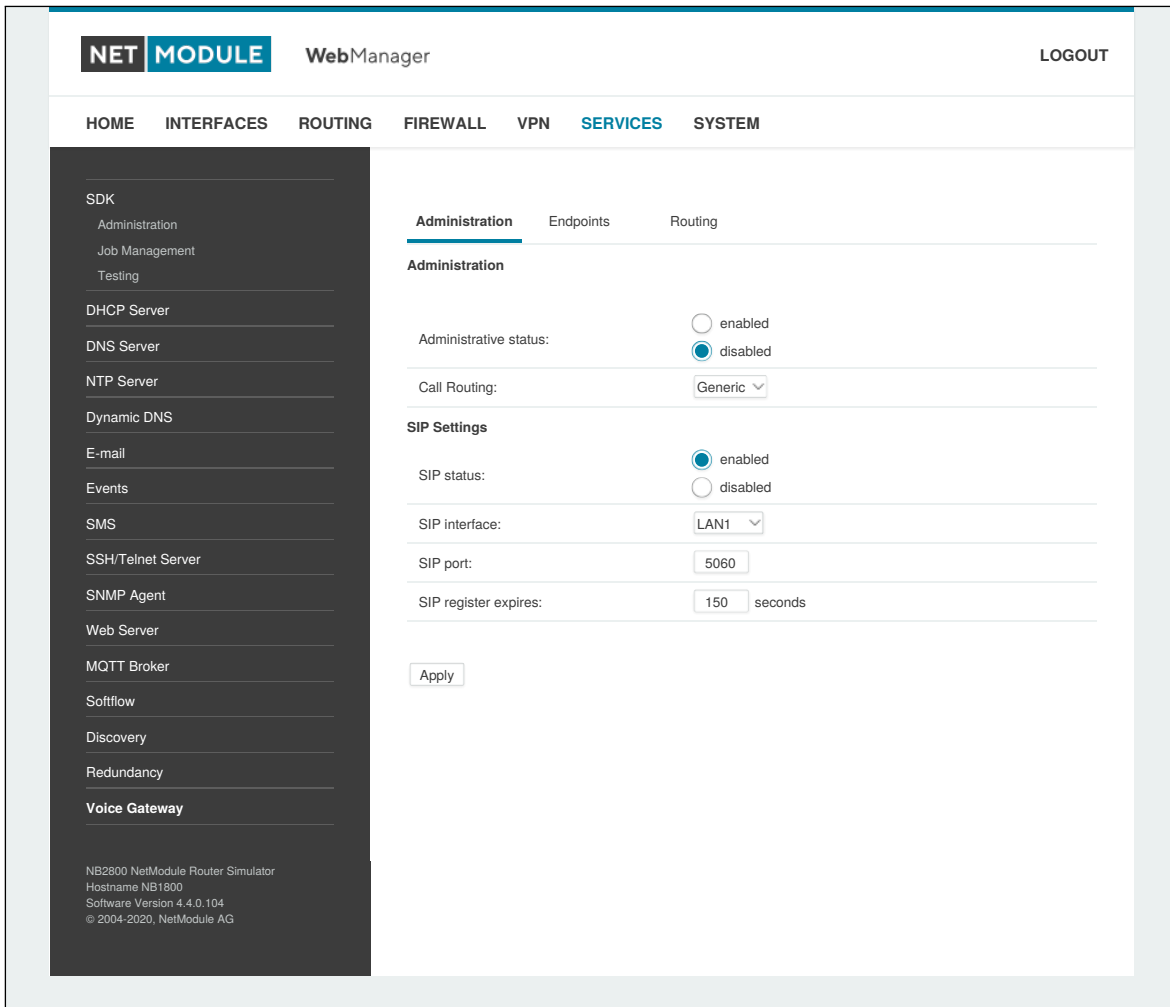 NET MODULE WebManager LOGOUT
HOME INTERFACES ROUTING FIREWALL VPN SERVICES SYSTEM
SDK
Administration
Job Management
Testing
DHCP Server
DNS Server
NTP Server
Dynamic DNS
E-mail
Events
SMS
SSH/Telnet Server
SNMP Agent
Web Server
MQTT Broker
Softflow
Discovery
Redundancy
Voice Gateway
NB2800 NetModule Router Simulator
Hostname NB1800
Software Version 4.4.0.104
© 2004-2020, NetModule AG
Administration Endpoints Routing
Administration
Administrative status: enabled
disabled
Call Routing: Generic
SIP Settings
SIP status: enabled
disabled
SIP interface: LAN1
SIP port: 5060
SIP register expires: 150 seconds
Apply